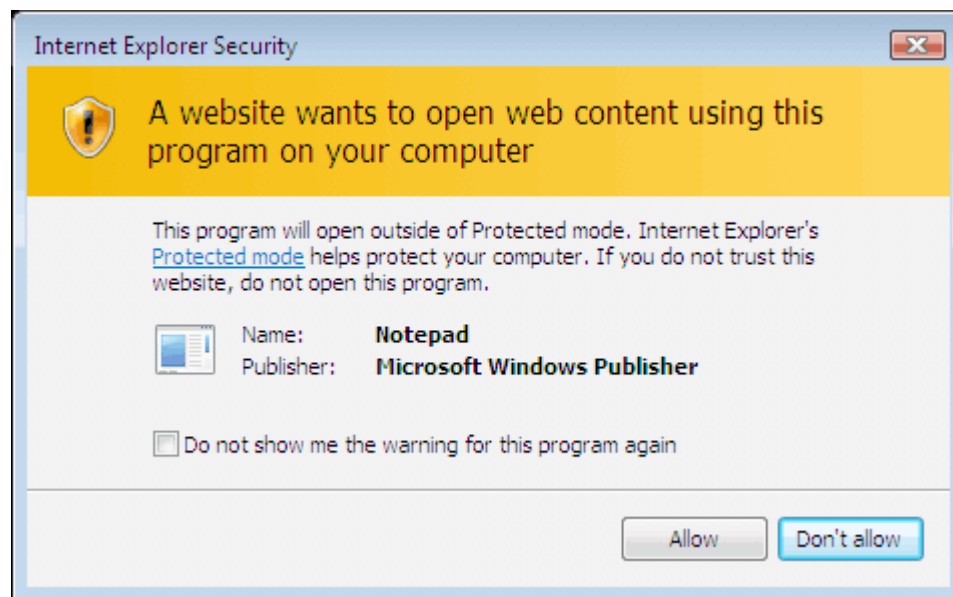 Internet Explorer Security
A website wants to open web content using this
program on your computer
This program will open outside of Protected mode. Internet Explorer's
Protected mode helps protect your computer. If you do not trust this
website, do not open this program.
Name: Notepad
Publisher: Microsoft Windows Publisher
Do not show me the warning for this program again
Allow Don't allow